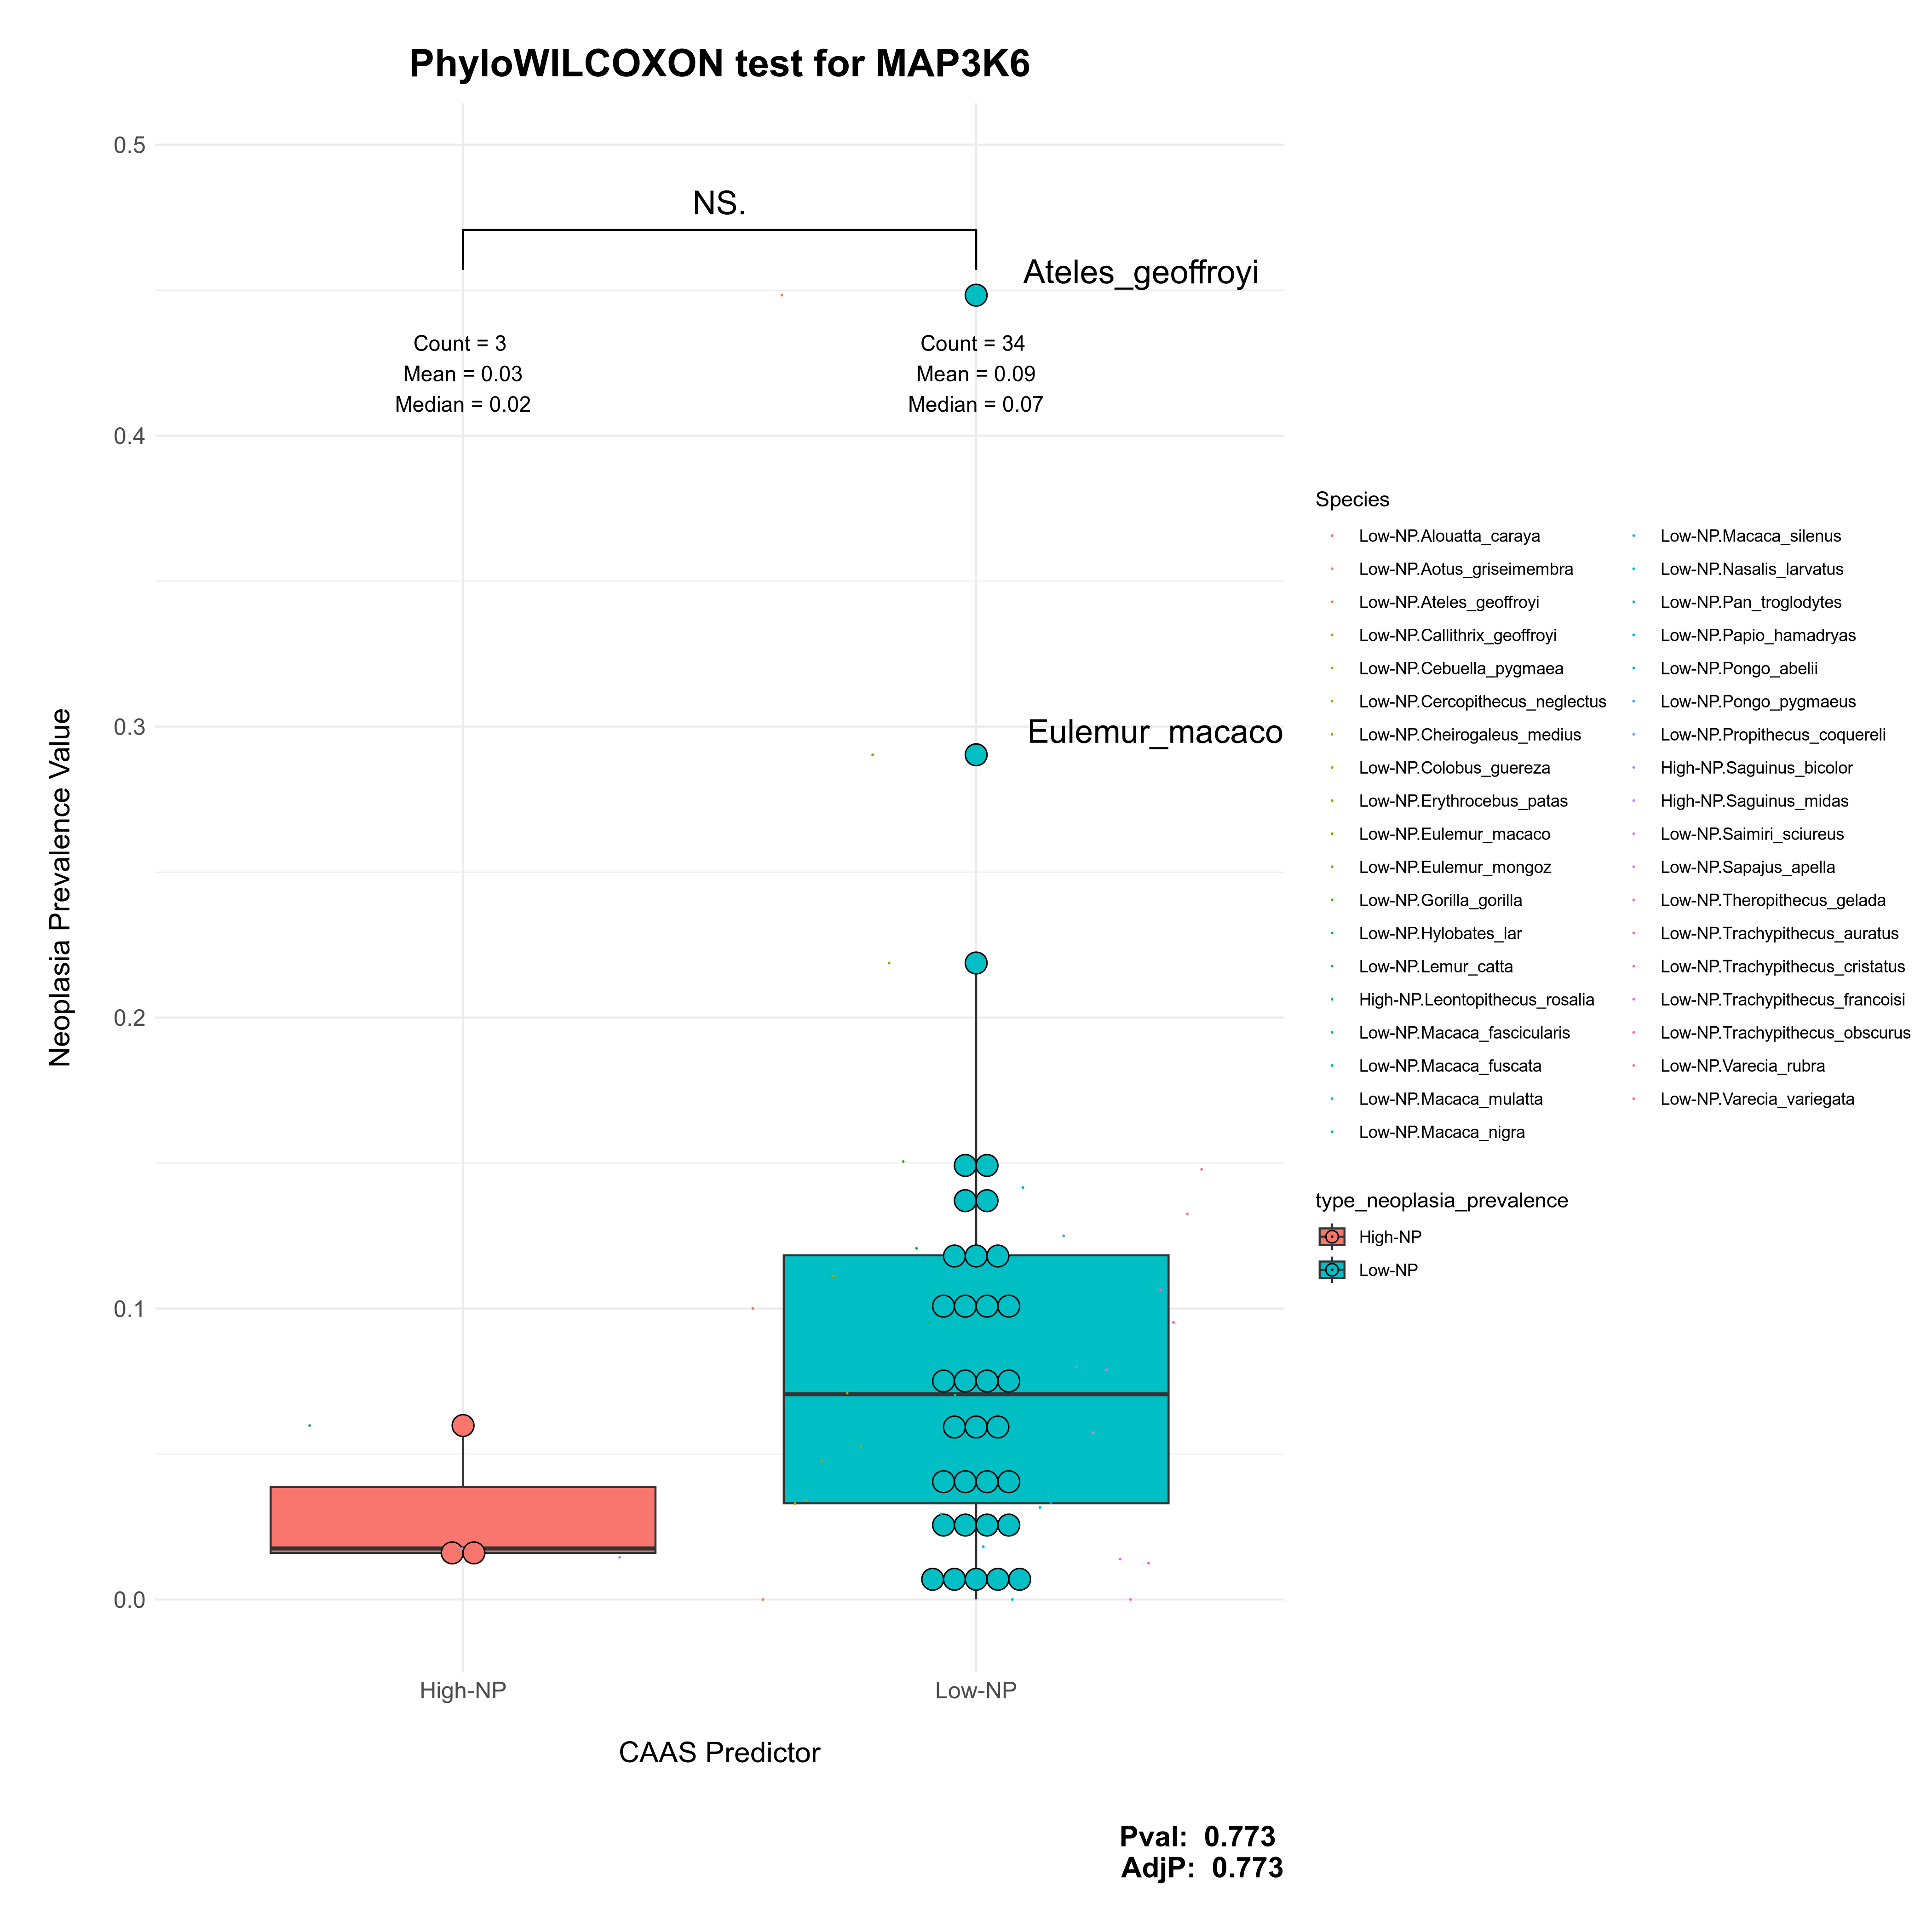 PhyloWILCOXON test for MAP3K6
0.5
NS.
Ateles_geoffroyi
Count = 3
Mean = 0.03
Median = 0.02
Count = 34
Mean = 0.09
Median = 0.07
0.4
Eulemur_macaco
0.3
0.2
0.1
0.0
Neoplasia Prevalence Value
High-NP
Low-NP
CAAS Predictor
Species
Low-NP.Alouatta_caraya
Low-NP.Aotus_griseimembra
Low-NP.Ateles_geoffroyi
Low-NP.Callithrix_geoffroyi
Low-NP.Cebuella_pygmaea
Low-NP.Cercopithecus_neglectus
Low-NP.Cheirogaleus_medius
Low-NP.Colobus_guereza
Low-NP.Erythrocebus_patas
Low-NP.Eulemur_macaco
Low-NP.Eulemur_mongoz
Low-NP.Gorilla_gorilla
Low-NP.Hylobates_lar
Low-NP.Lemur_catta
High-NP.Leontopithecus_rosalia
Low-NP.Macaca_fascicularis
Low-NP.Macaca_fuscata
Low-NP.Macaca_mulatta
Low-NP.Macaca_nigra
Low-NP.Macaca_silenus
Low-NP.Nasalis_larvatus
Low-NP.Pan_troglodytes
Low-NP.Papio_hamadryas
Low-NP.Pongo_abelii
Low-NP.Pongo_pygmaeus
Low-NP.Propithecus_coquereli
High-NP.Saguinus_bicolor
High-NP.Saguinus_midas
Low-NP.Saimiri_sciureus
Low-NP.Sapajus_apella
Low-NP.Theropithecus_gelada
Low-NP.Trachypithecus_auratus
Low-NP.Trachypithecus_cristatus
Low-NP.Trachypithecus_francoisi
Low-NP.Trachypithecus_obscurus
Low-NP.Varecia_rubra
Low-NP.Varecia_variegata
type_neoplasia_prevalence
High-NP
Low-NP
Pval: 0.773
AdjP: 0.773